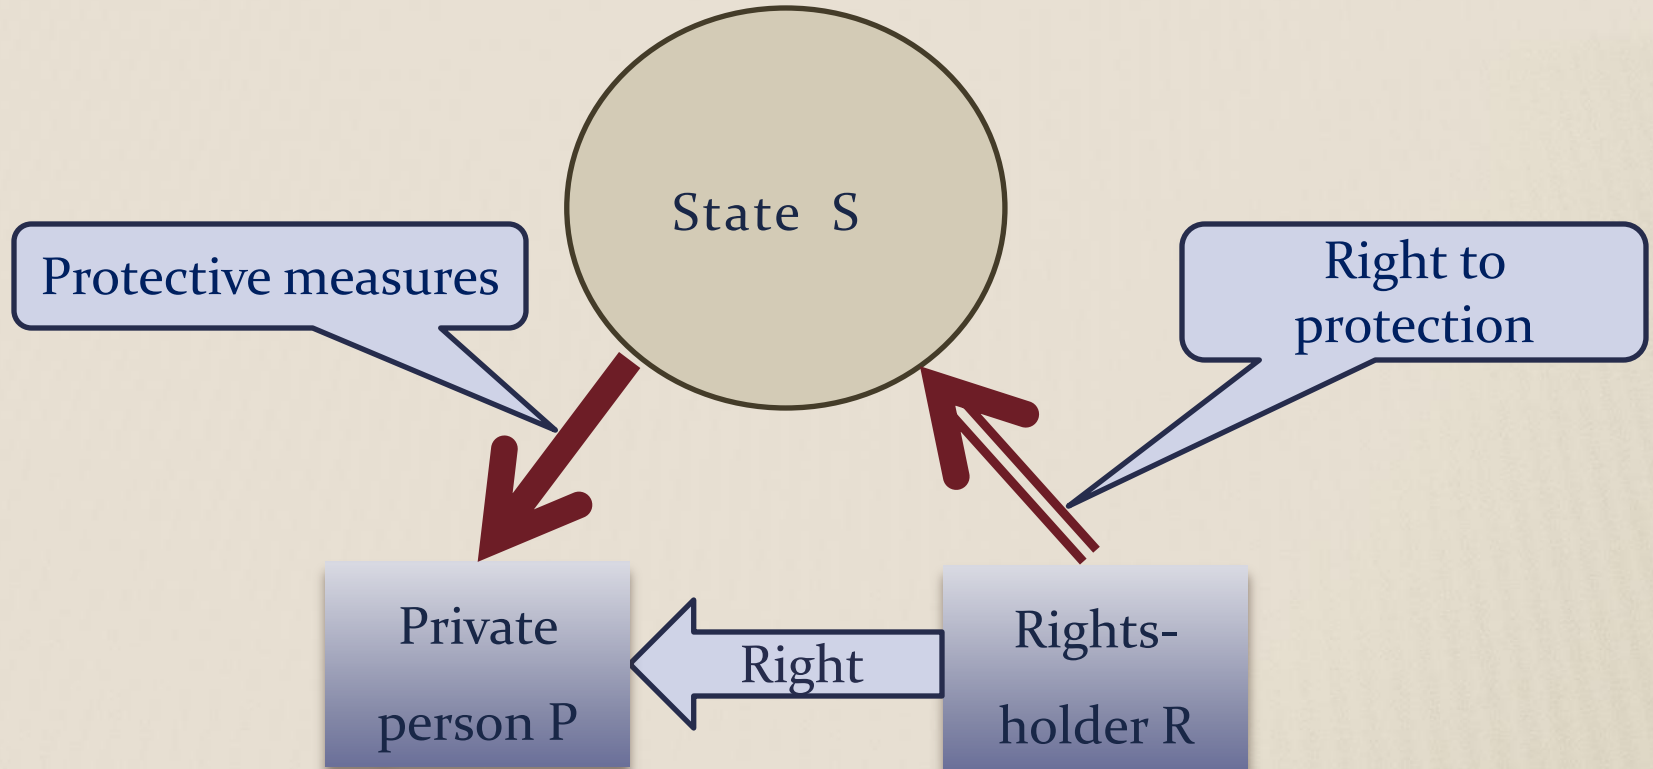 State S
Protective measures
Right to
protection
Private
person P
Right
Rights-
holder R